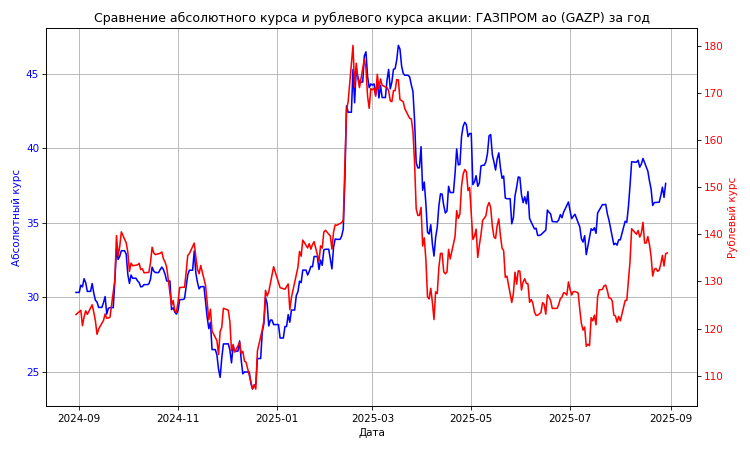 Сравнение абсолютного курса и рублевого курса акции: ГАЗПРОМ ао (GAZP) за год
Абсолютный курс
45
40
35
30
25
180
170
160
150
140
130
120
110
Рублевый курс
2024-09 2024-11 2025-01 2025-03 2025-05 2025-07 2025-09
Дата